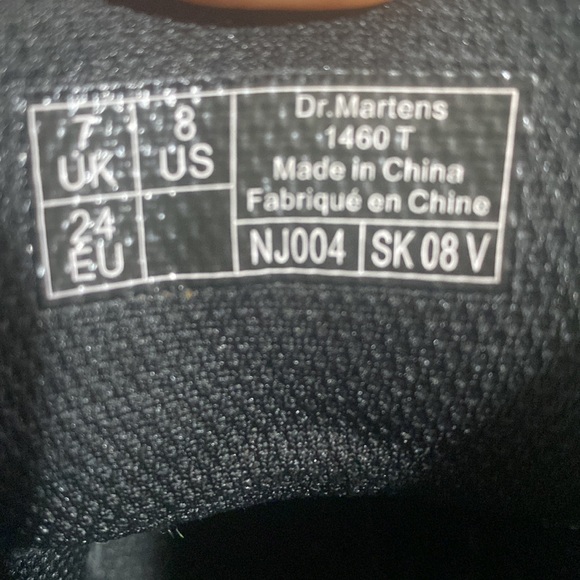 7
UK
8
US
24
EU
Dr.Martens
1460 T
Made in China
Fabriqué en Chine
NJ004
SK 08 V